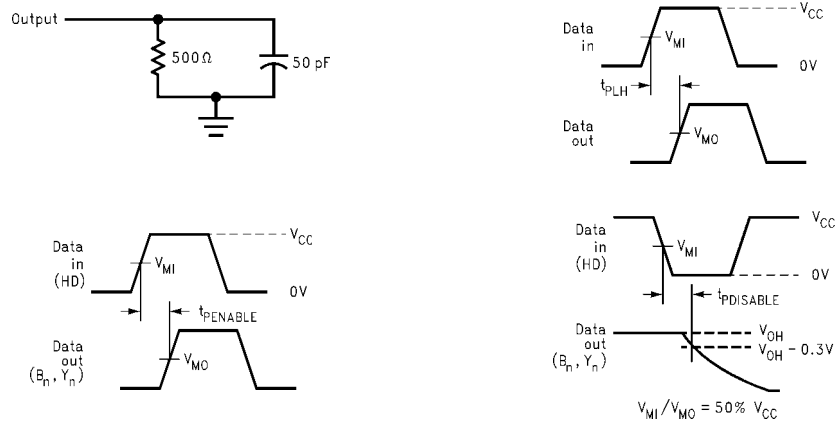 Output
500Ω
50 pF
Data in
V_CC
V_MI
0V
t_PLH
Data out
V_MO
Data in (HD)
V_CC
V_MI
0V
t_PENABLE
Data out (B_n, Y_n)
V_MO
Data in (HD)
V_CC
V_MI
0V
t_PDISABLE
Data out (B_n, Y_n)
V_OH
V_OH - 0.3V
V_MI/V_MO = 50% V_CC